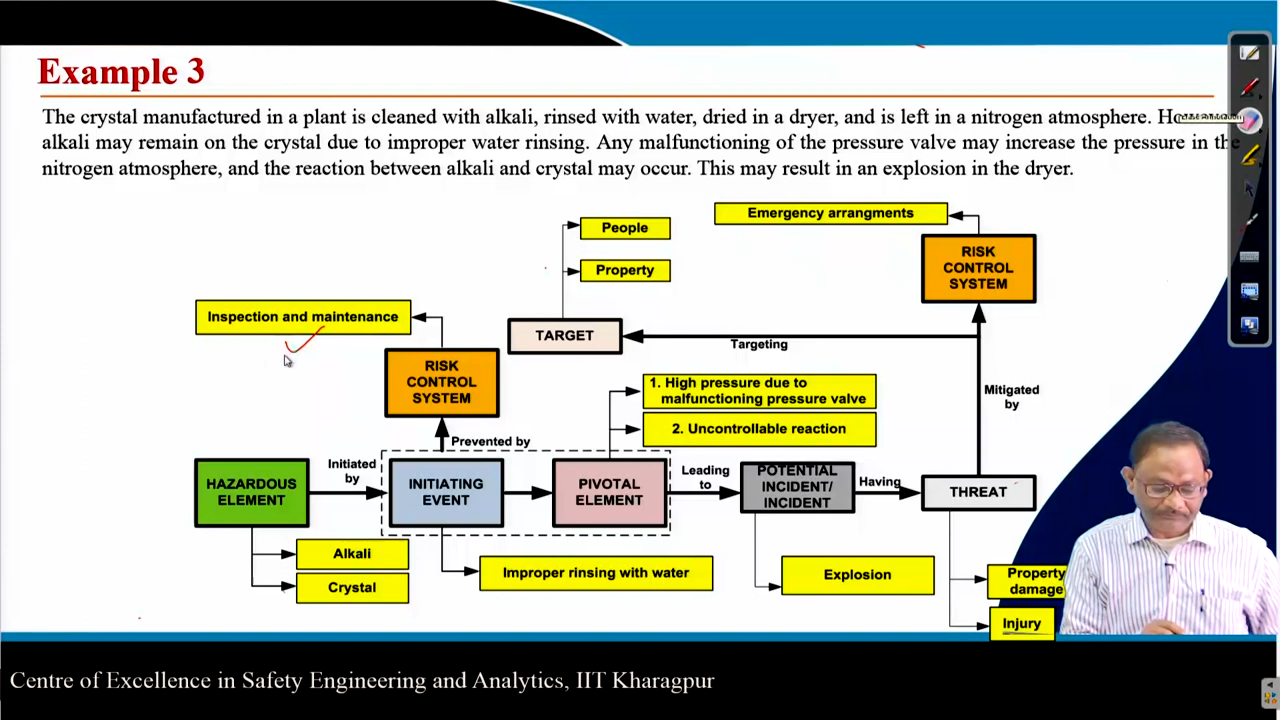 Example 3
The crystal manufactured in a plant is cleaned with alkali, rinsed with water, dried in a dryer, and is left in a nitrogen atmosphere.
alkali may remain on the crystal due to improper water rinsing. Any malfunctioning of the pressure valve may increase the pressure in the
nitrogen atmosphere, and the reaction between alkali and crystal may occur. This may result in an explosion in the dryer.
Emergency arrangments
People
RISK
CONTROL
SYSTEM
Property
Inspection and maintenance
TARGET
Targeting
RISK
CONTROL
SYSTEM
1. High pressure due to
malfunctioning pressure valve
Mitigated
by
2. Uncontrollable reaction
Prevented by
Initiated
by
Leading
to
HAZARDOUS
ELEMENT
INITIATING
EVENT
PIVOTAL
ELEMENT
POTENTIAL
INCIDENT/
INCIDENT
Having
THREAT
Alkali
Crystal
Improper rinsing with water
Explosion
Property
damage
Injury
Centre of Excellence in Safety Engineering and Analytics, IIT Kharagpur